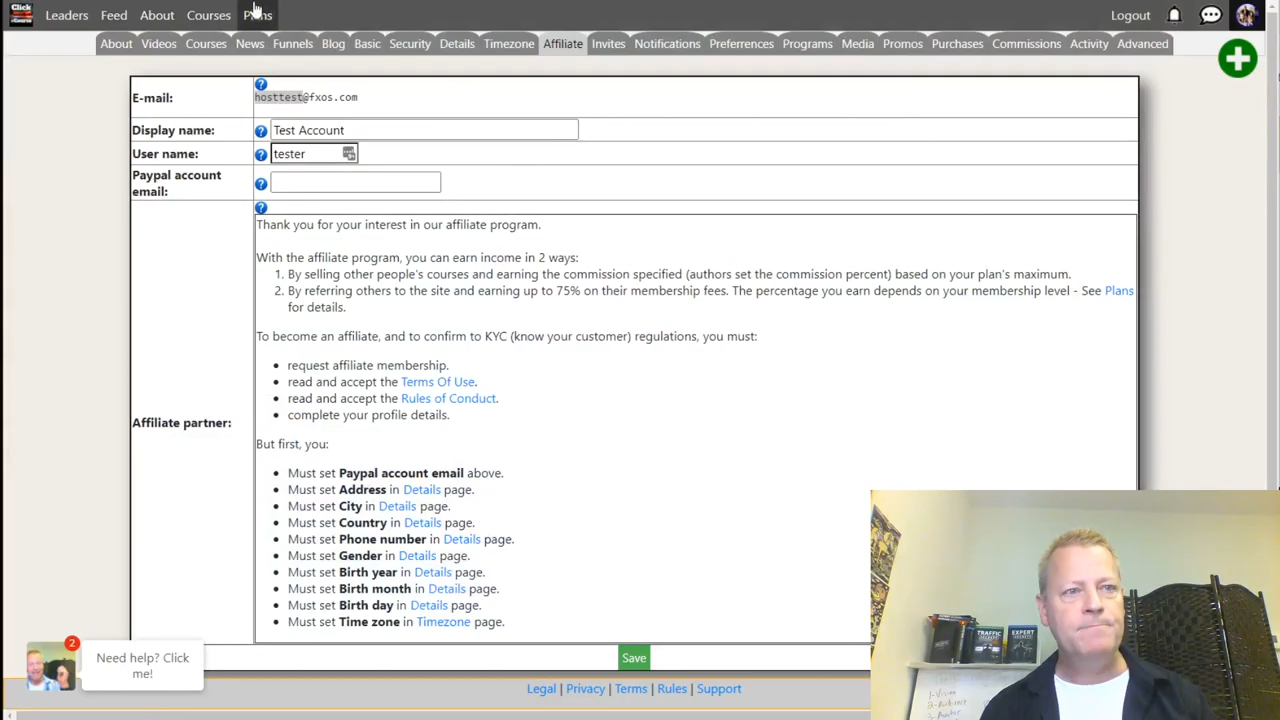 Click
Leaders Feed About Courses Plans Logout
About Videos Courses News Funnels Blog Basic Security Details Timezone Affiliate Invites Notifications Preferences Programs Media Promos Purchases Commissions Activity Advanced
E-mail: ? hosttest@fxos.com
Display name: ? Test Account
User name: ? tester
Paypal account
email: ?
?
Thank you for your interest in our affiliate program.
With the affiliate program, you can earn income in 2 ways:
1. By selling other people's courses and earning the commission specified (authors set the commission percent) based on your plan's maximum.
2. By referring others to the site and earning up to 75% on their membership fees. The percentage you earn depends on your membership level - See Plans
for details.
To become an affiliate, and to confirm to KYC (know your customer) regulations, you must:
• request affiliate membership.
• read and accept the Terms Of Use.
• read and accept the Rules of Conduct.
• complete your profile details.
Affiliate partner:
But first, you:
• Must set Paypal account email above.
• Must set Address in Details page.
• Must set City in Details page.
• Must set Country in Details page.
• Must set Phone number in Details page.
• Must set Gender in Details page.
• Must set Birth year in Details page.
• Must set Birth month in Details page.
• Must set Birth day in Details page.
• Must set Time zone in Timezone page.
2
Need help? Click
me!
Save
Legal | Privacy | Terms | Rules | Support
TRAFFIC
SECRETS
EXPERT
SECRETS
1-Vision